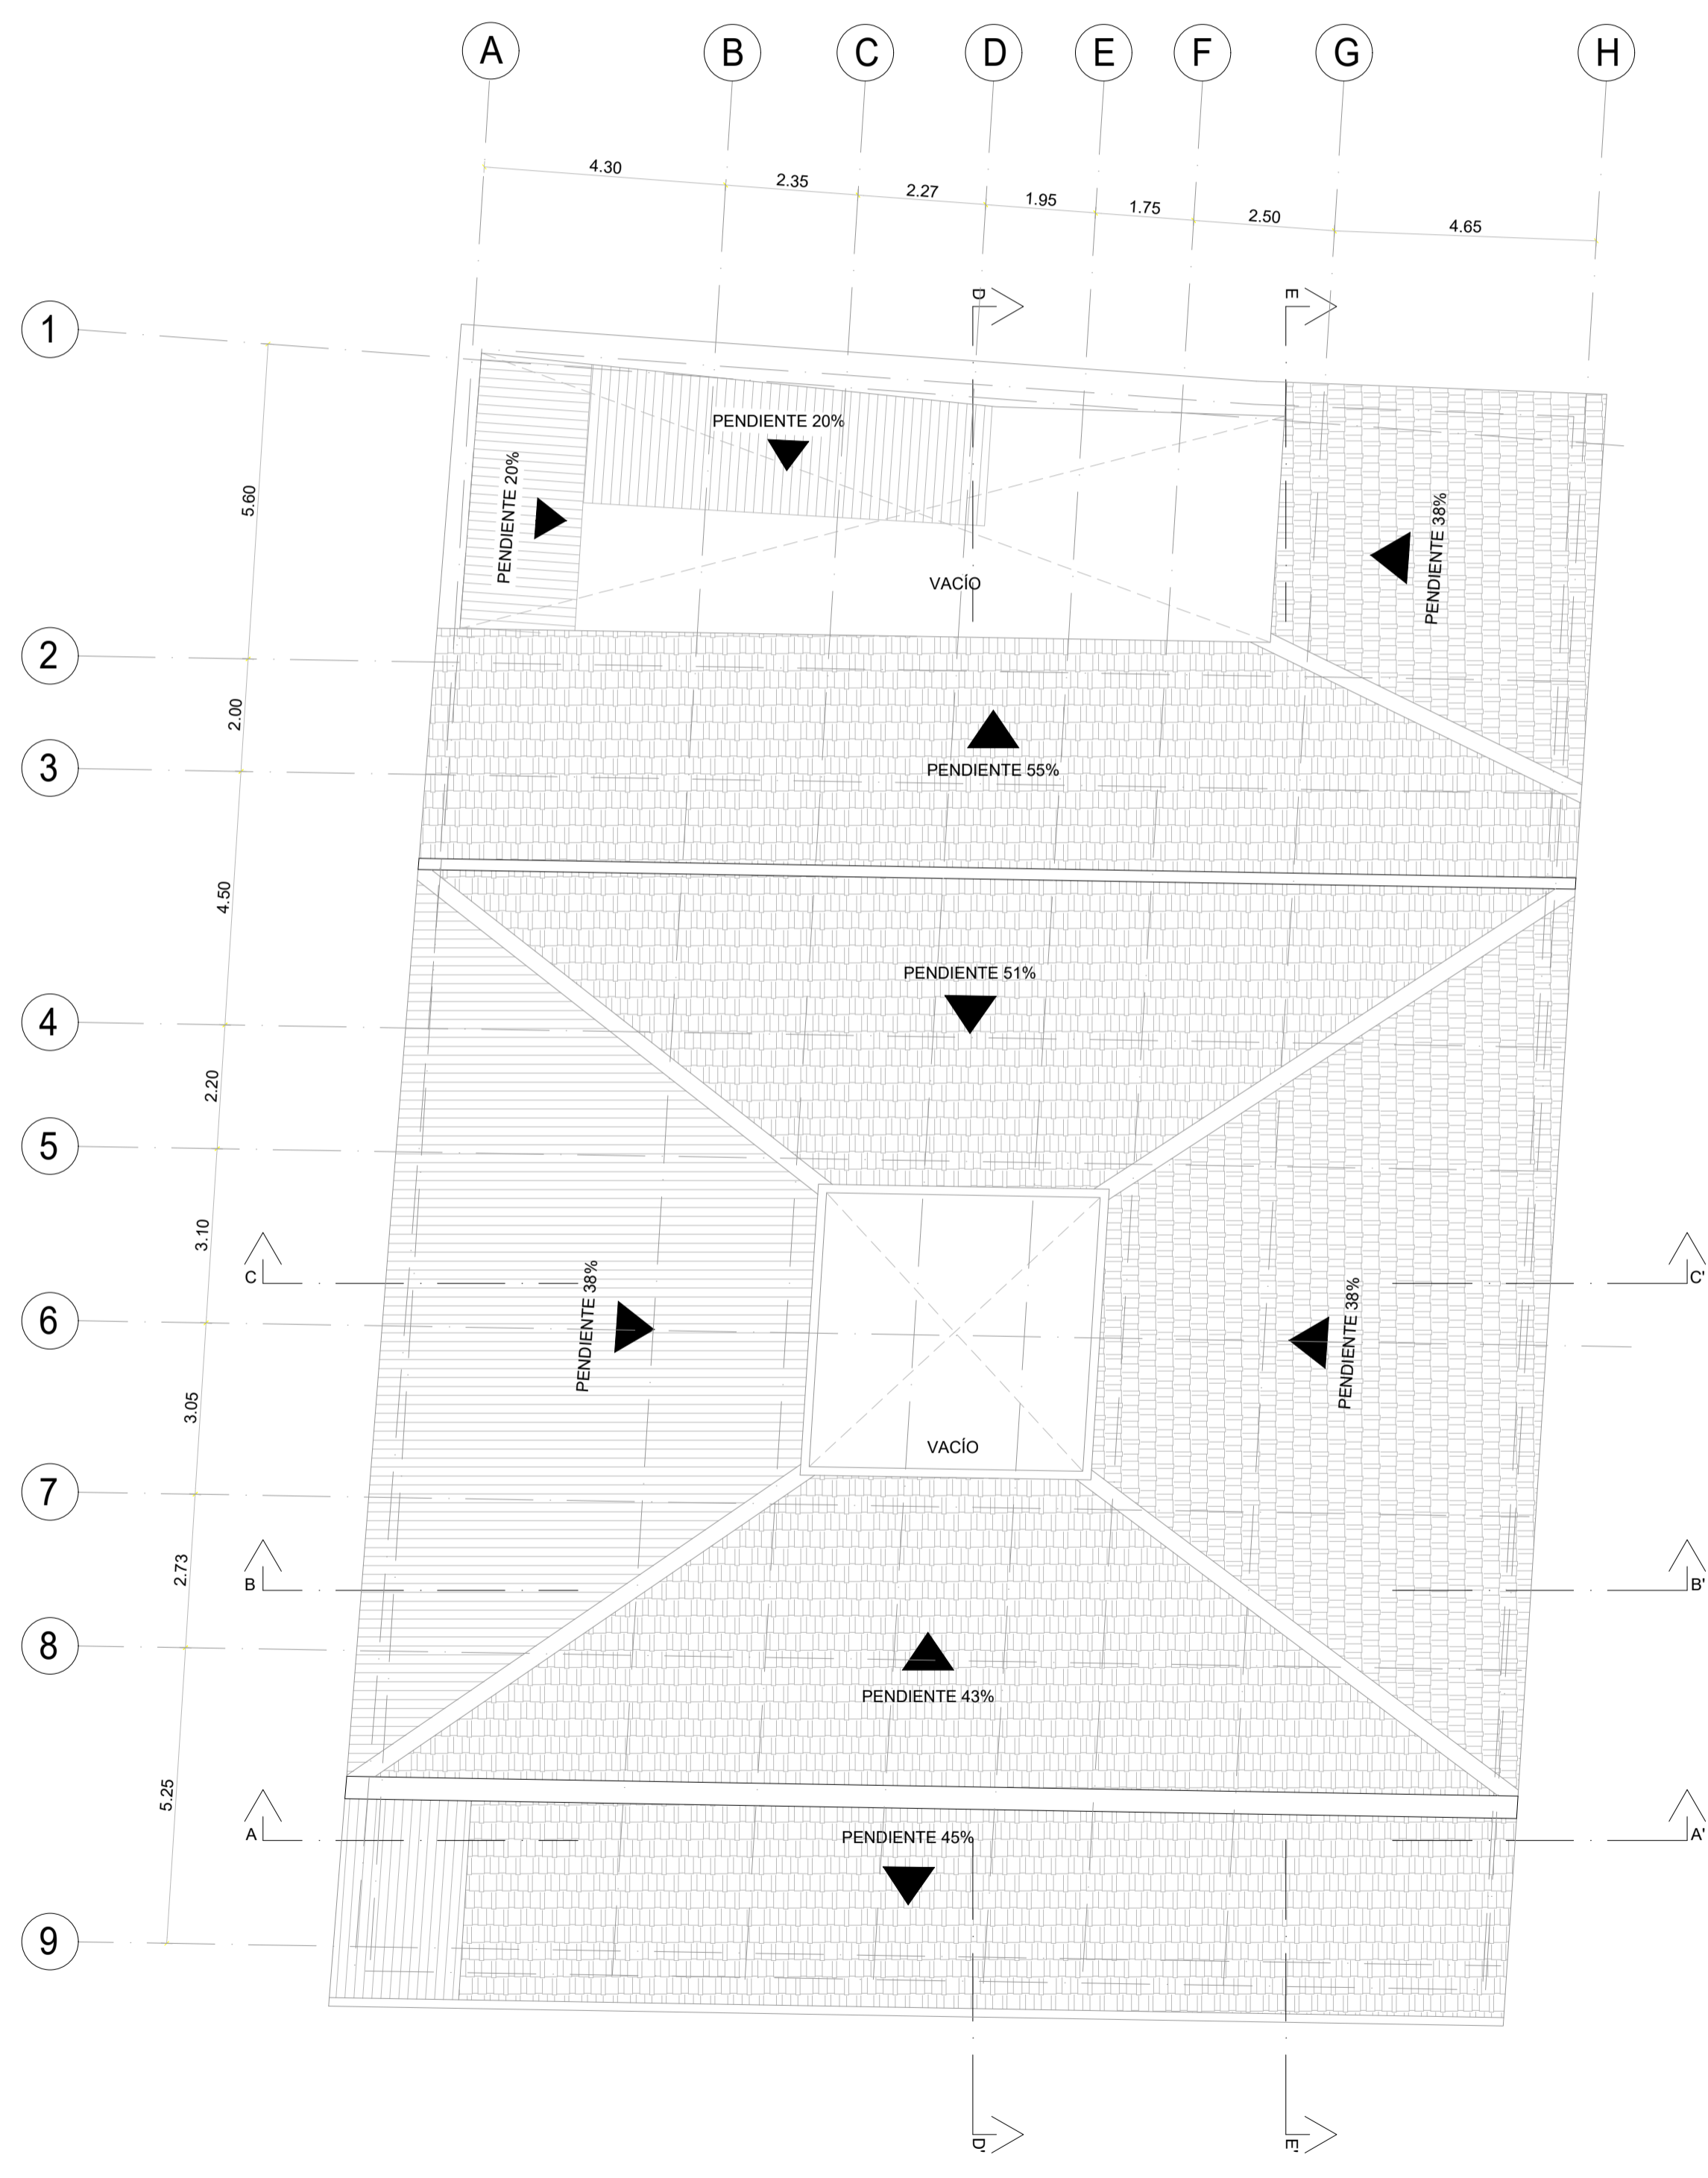 A B C D E F G H
4.30 2.35 2.27 1.95 1.75 2.50 4.65
D E
1
PENDIENTE 20%
PENDIENTE 20%
5.60
PENDIENTE 38%
VACÍO
2
2.00
3
PENDIENTE 55%
4.50
PENDIENTE 51%
4
2.20
5
3.10
C C'
6
PENDIENTE 38%
PENDIENTE 38%
3.05
VACÍO
7
2.73
B B'
8
PENDIENTE 43%
5.25
A A'
PENDIENTE 45%
9
D' E'